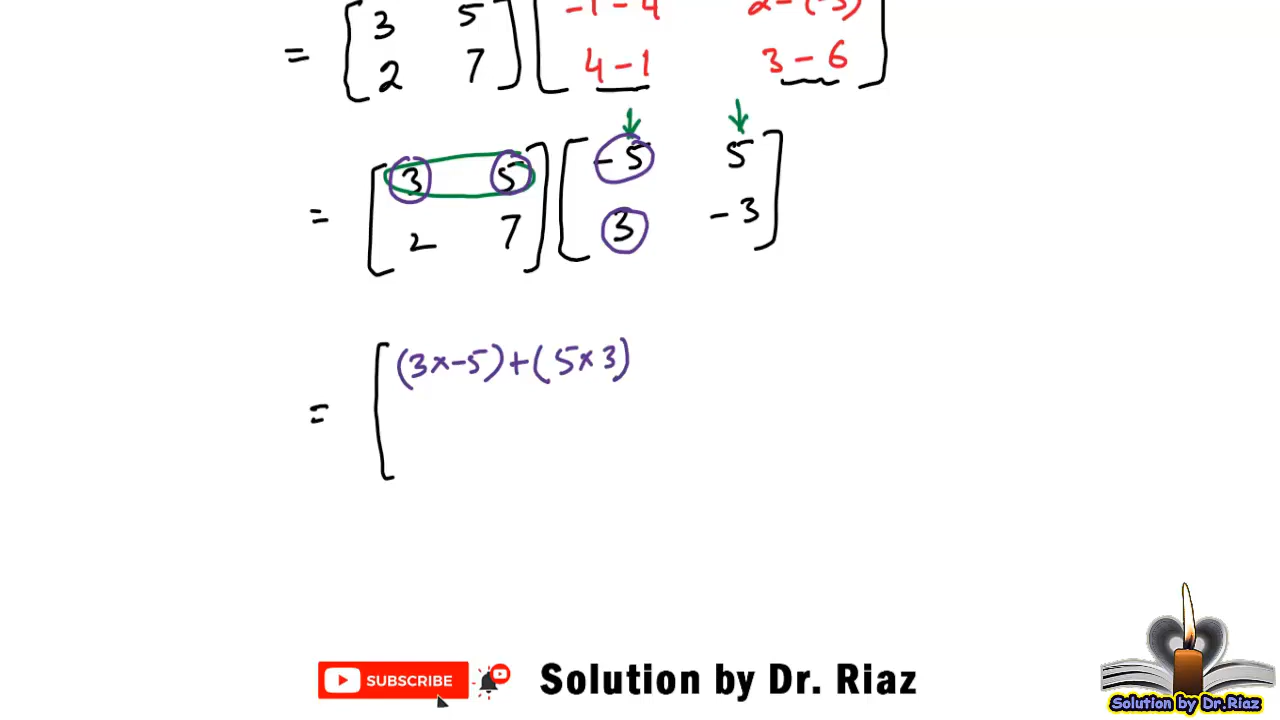 3 5 -1 - 4 2 - (-3)
= 2 7 4 - 1 3 - 6
3 5 -5 5
= 2 7 3 -3
(3×-5)+(5×3)
=
SUBSCRIBE Solution by Dr. Riaz
Solution by Dr.Riaz